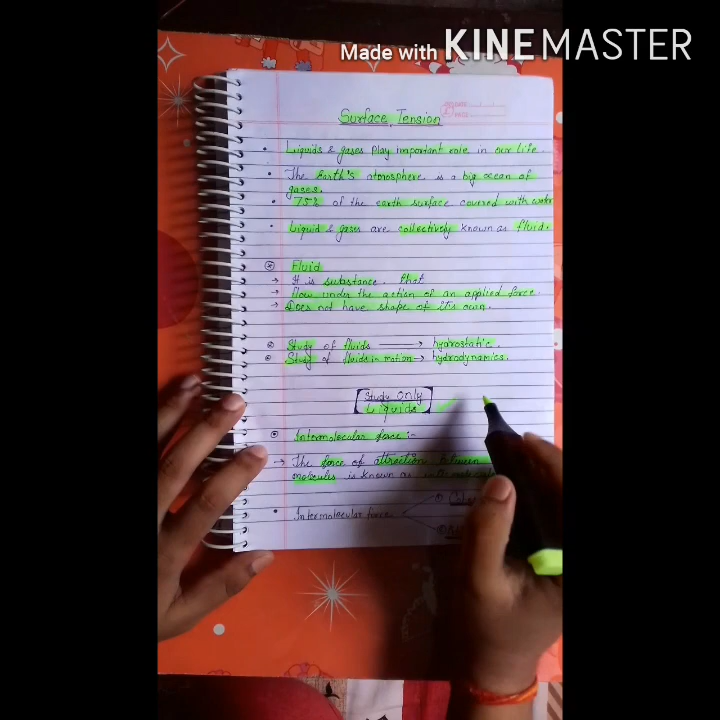 Made with KINEMASTER
Surface Tension
DATE
PAGE
• Liquids & gases play important role in our life
• The Earth's atmosphere is a big ocean of
gases.
• 75% of the earth surface covered with water
• Liquid & gases are collectively known as fluids
Fluid
→ It is substance that
→ flow under the action of an applied force.
→ Does not have shape of it's own.
Study of fluids → hydrostatic.
Study of fluids in motion → hydrodynamics.
Study only
Liquids
Intermolecular force :-
→ The force of attraction between
molecules is known as
• Intermolecular force